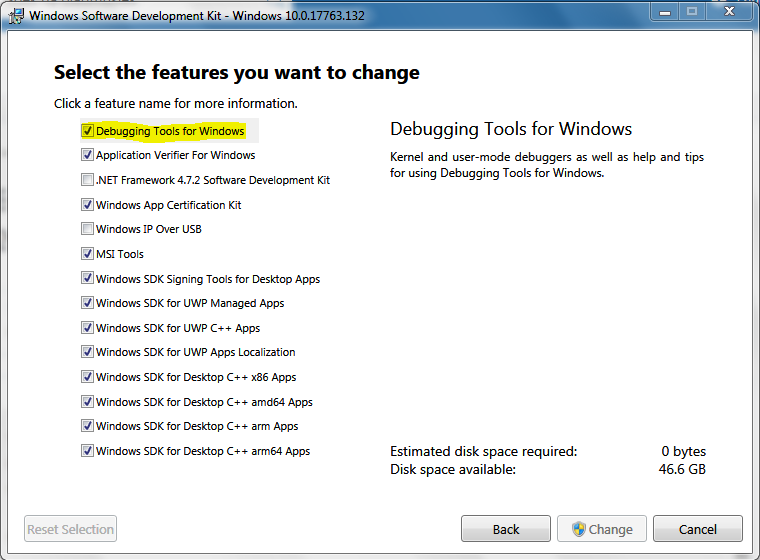 Windows Software Development Kit - Windows 10.0.17763.132
Select the features you want to change
Click a feature name for more information.
Debugging Tools for Windows
Application Verifier For Windows
.NET Framework 4.7.2 Software Development Kit
Windows App Certification Kit
Windows IP Over USB
MSI Tools
Windows SDK Signing Tools for Desktop Apps
Windows SDK for UWP Managed Apps
Windows SDK for UWP C++ Apps
Windows SDK for UWP Apps Localization
Windows SDK for Desktop C++ x86 Apps
Windows SDK for Desktop C++ amd64 Apps
Windows SDK for Desktop C++ arm Apps
Windows SDK for Desktop C++ arm64 Apps
Debugging Tools for Windows
Kernel and user-mode debuggers as well as help and tips
for using Debugging Tools for Windows.
Estimated disk space required: 0 bytes
Disk space available: 46.6 GB
Reset Selection
Back
Change
Cancel